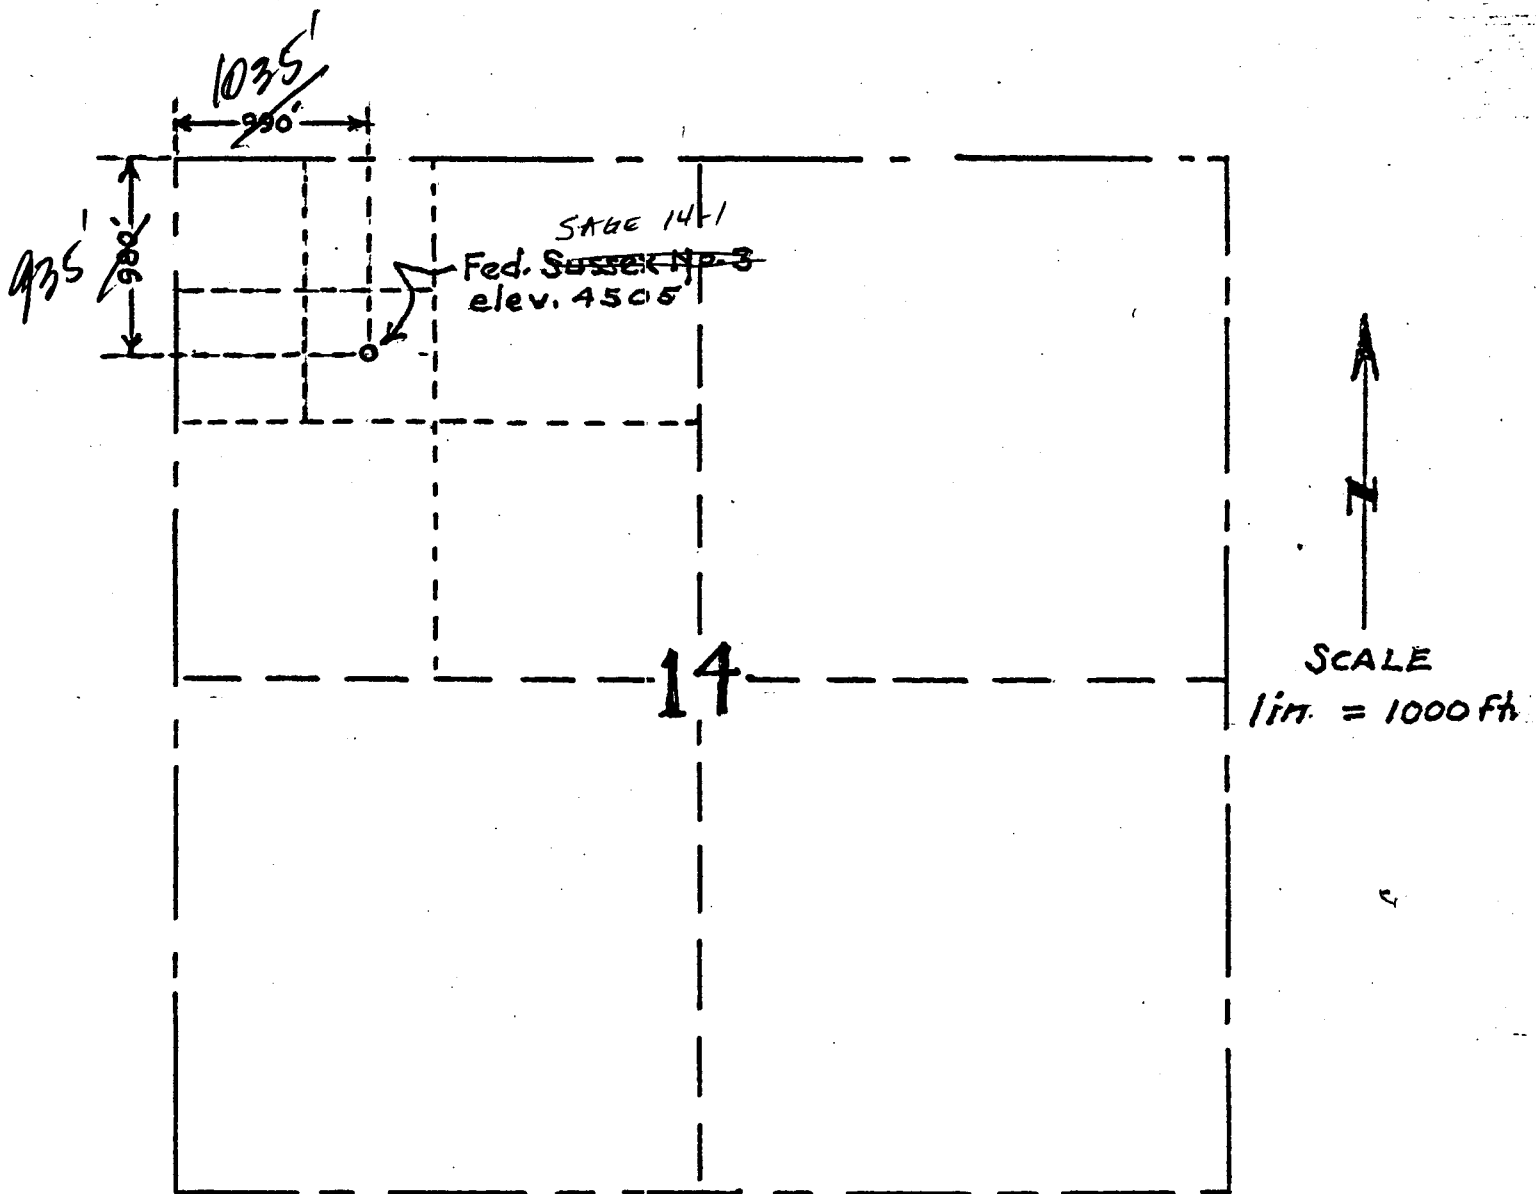 1035'
990'
935'
990'
SAGE 14-1
Fed. Sussex No. 3
elev. 4505'
14
N
SCALE
1in. = 1000 ft.